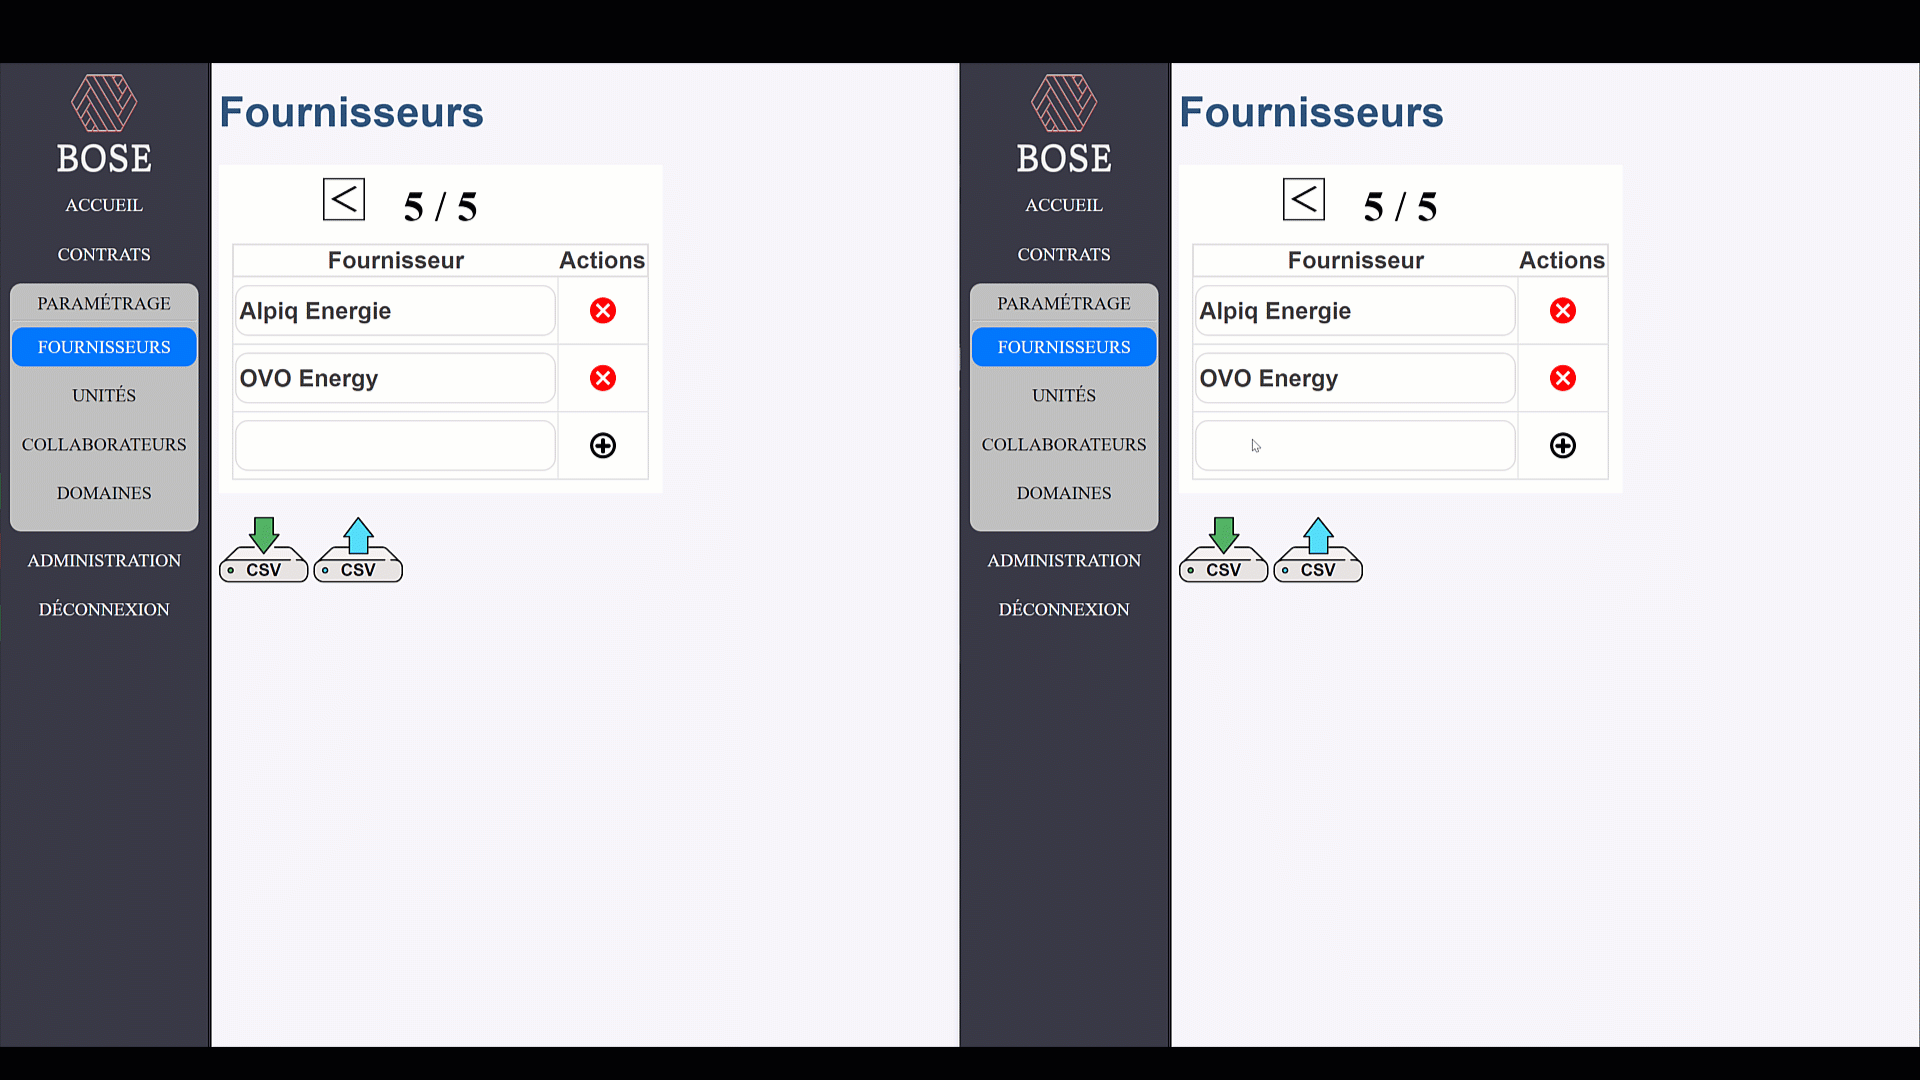 BOSE
ACCUEIL
CONTRATS
PARAMÉTRAGE
FOURNISSEURS
UNITÉS
COLLABORATEURS
DOMAINES
ADMINISTRATION
DÉCONNEXION
Fournisseurs
< 5 / 5
Fournisseur Actions
Alpiq Energie
OVO Energy
CSV CSV
BOSE
ACCUEIL
CONTRATS
PARAMÉTRAGE
FOURNISSEURS
UNITÉS
COLLABORATEURS
DOMAINES
ADMINISTRATION
DÉCONNEXION
Fournisseurs
< 5 / 5
Fournisseur Actions
Alpiq Energie
OVO Energy
CSV CSV